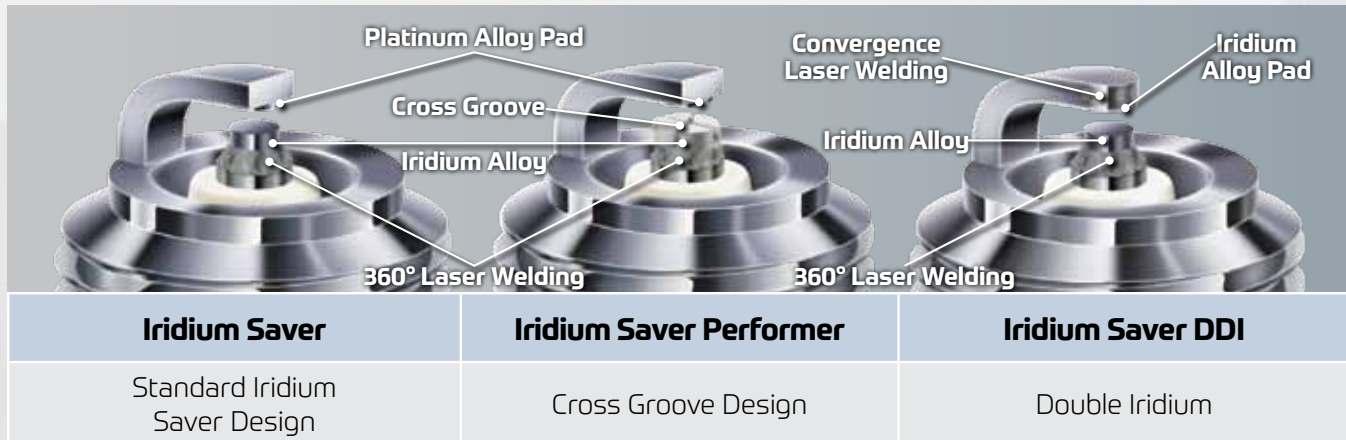 Platinum Alloy Pad
Cross Groove
Iridium Alloy
360° Laser Welding
Convergence
Laser Welding
Iridium
Alloy Pad
Iridium Alloy
360° Laser Welding
Iridium Saver
Iridium Saver Performer
Iridium Saver DDI
Standard Iridium
Saver Design
Cross Groove Design
Double Iridium